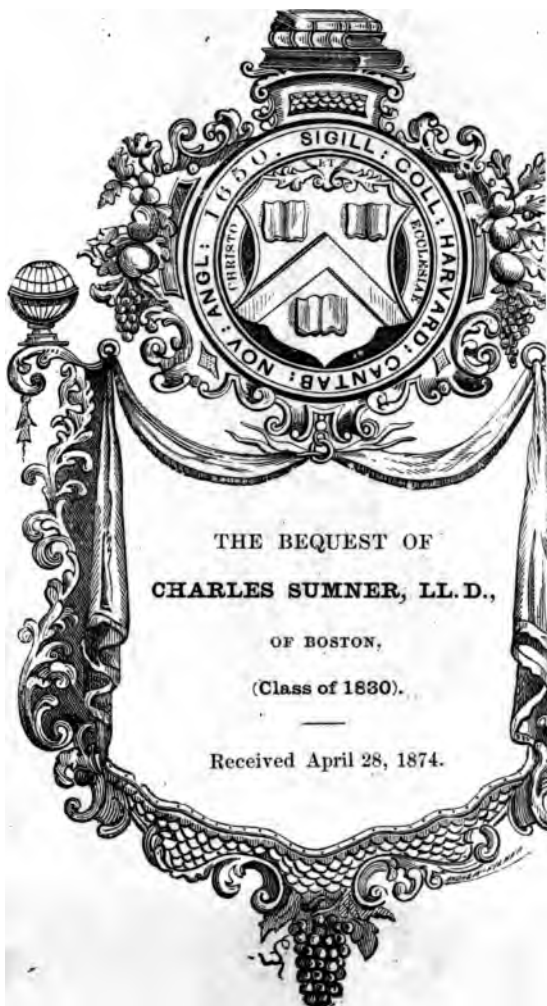 SIGILL: COLL: HARVARD: CANTAB: NOV: ANGL: 1650.
ET
CHRISTO
ECCLESIAE
THE BEQUEST OF
CHARLES SUMNER, LL.D.,
OF BOSTON,
(Class of 1830).
Received April 28, 1874.